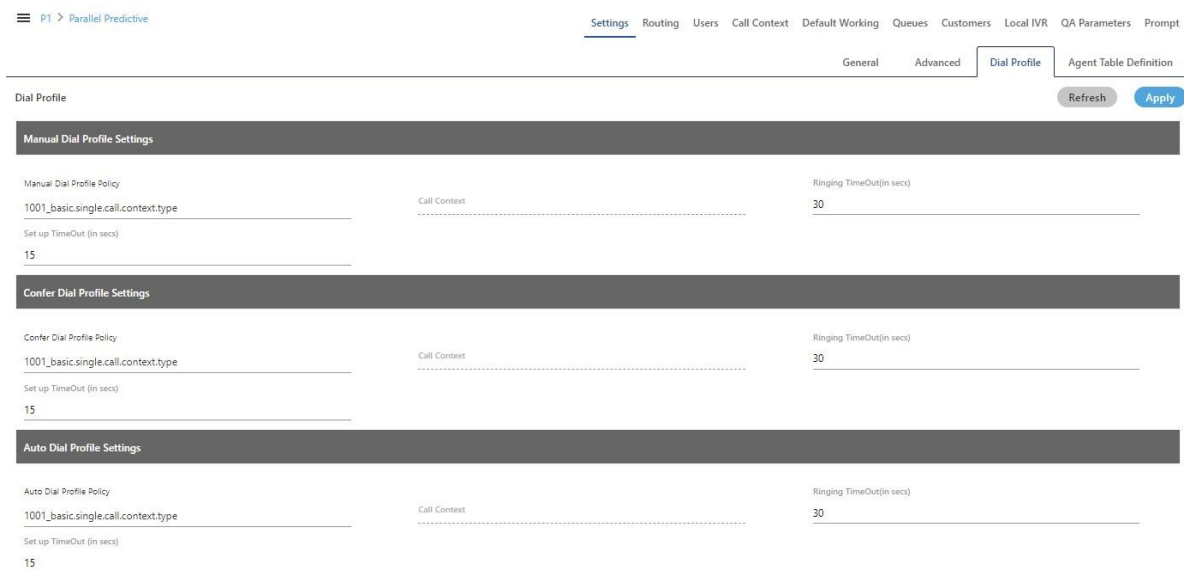 P1 > Parallel Predictive
Settings Routing Users Call Context Default Working Queues Customers Local IVR QA Parameters Prompt
General Advanced Dial Profile Agent Table Definition
Dial Profile Refresh Apply
Manual Dial Profile Settings
Manual Dial Profile Policy Call Context Ringing TimeOut(in secs)
1001_basic.single.call.context.type 30
Set up TimeOut (in secs)
15
Confer Dial Profile Settings
Confer Dial Profile Policy Call Context Ringing TimeOut(in secs)
1001_basic.single.call.context.type 30
Set up TimeOut (in secs)
15
Auto Dial Profile Settings
Auto Dial Profile Policy Call Context Ringing TimeOut(in secs)
1001_basic.single.call.context.type 30
Set up TimeOut (in secs)
15